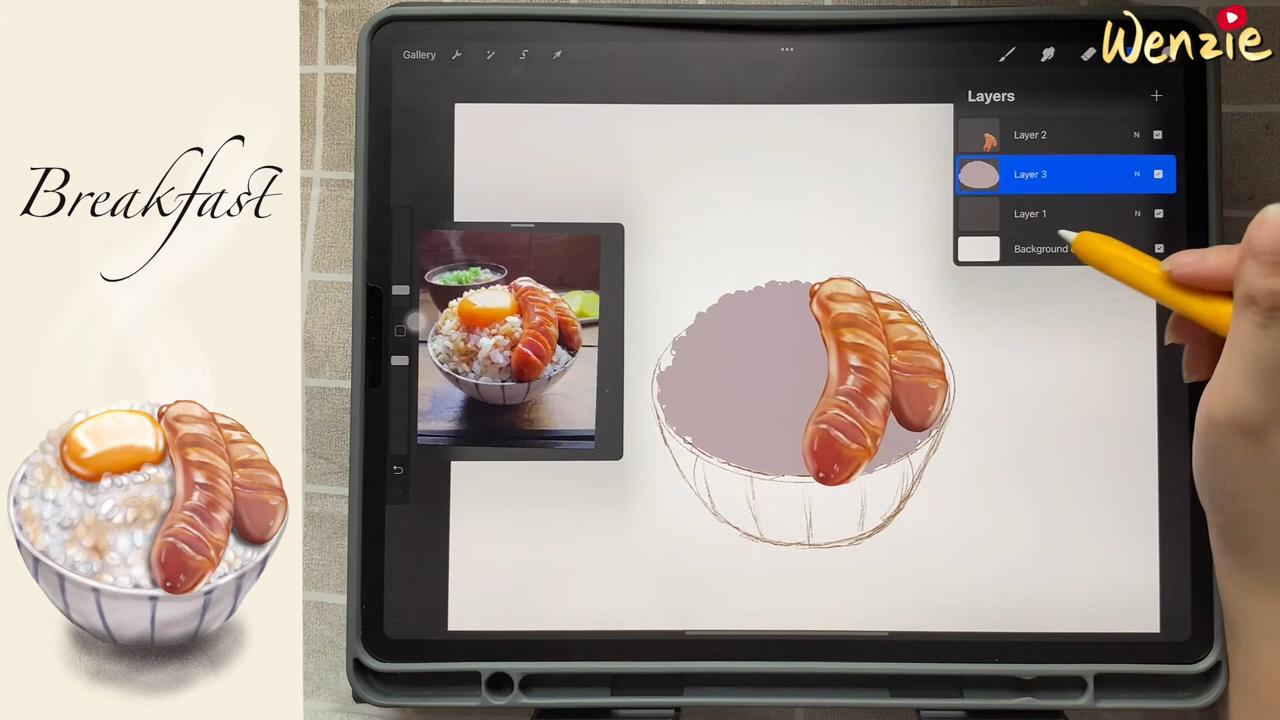 Wenzie
Gallery
Layers
Layer 2
N
Layer 3
N
Layer 1
N
Background
Breakfast